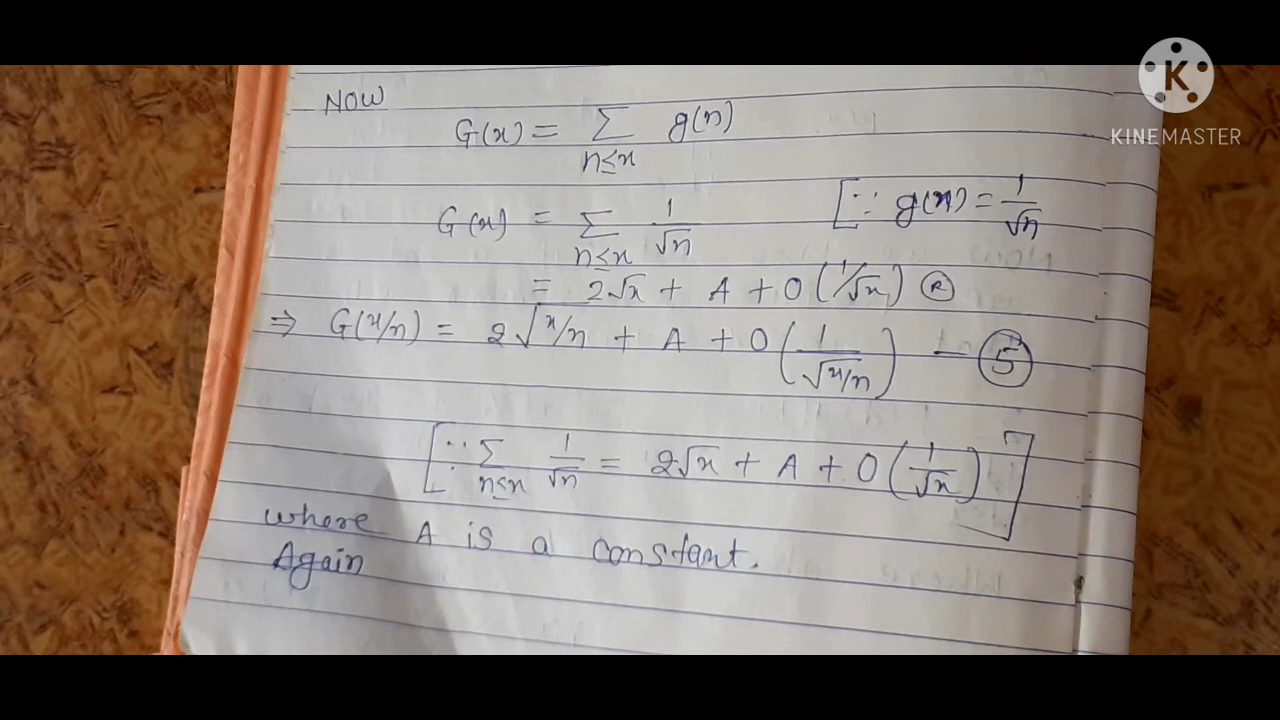 NOW
G(x) = Σ g(n)
n≤x
G(x) = Σ 1/√n [∵ g(n) = 1/√n
n≤x
= 2√x + A + O(1/√x) R
⇒ G(x/n) = 2√x/n + A + O(1/√x/n) — 5
[∵ Σ 1/√n = 2√x + A + O(1/√x)]
n≤x
where A is a constant.
Again
K
KINEMASTER